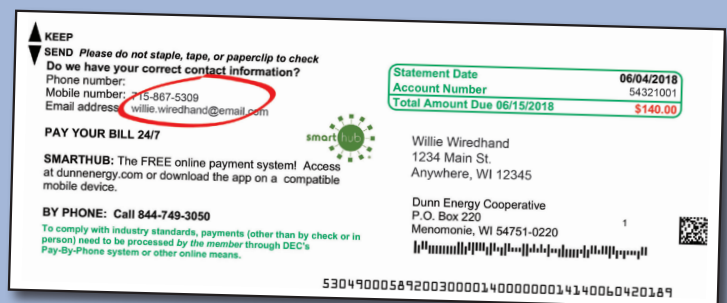 KEEP
SEND Please do not staple, tape, or paperclip to check
Do we have your correct contact information?
Phone number:
Mobile number: 715-867-5309
Email address: willie.wiredhand@email.com
PAY YOUR BILL 24/7
SMARTHUB: The FREE online payment system! Access
at dunnenergy.com or download the app on a compatible
mobile device.
BY PHONE: Call 844-749-3050
To comply with industry standards, payments (other than by check or in
person) need to be processed by the member through DEC's
Pay-By-Phone system or other online means.
smarthub
Statement Date 06/04/2018
Account Number 54321001
Total Amount Due 06/15/2018 $140.00
Willie Wiredhand
1234 Main St.
Anywhere, WI 12345
Dunn Energy Cooperative
P.O. Box 220
Menomonie, WI 54751-0220
1
530490005892003000001400000001414006042018​9